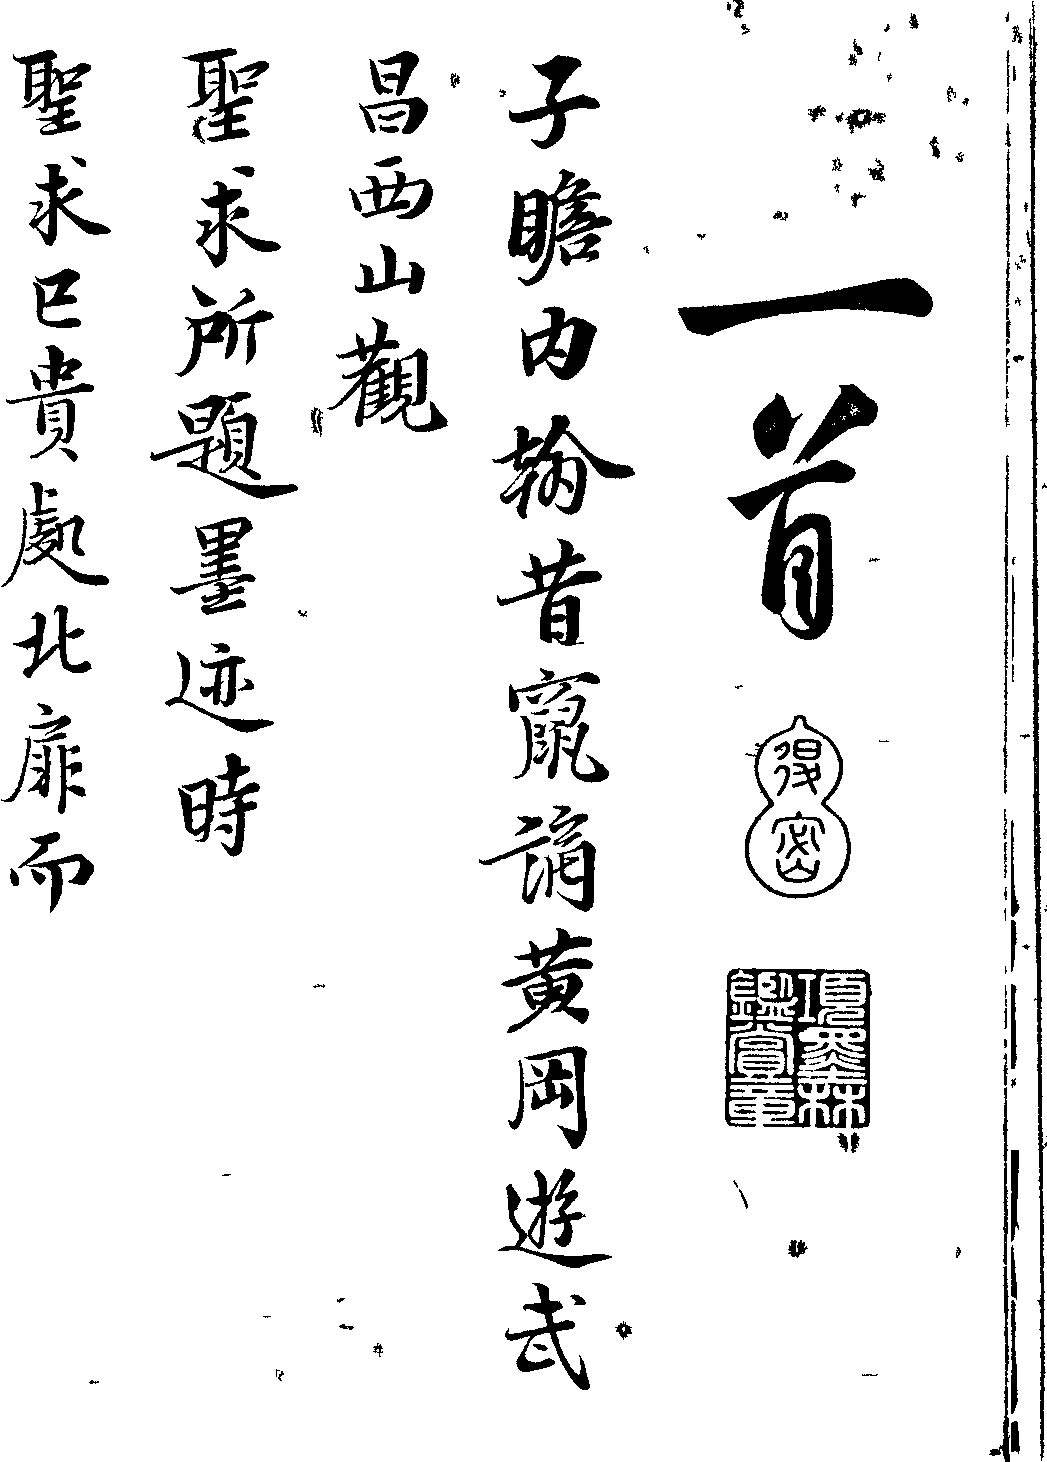 一首
得密
項墨林鑑賞章
子瞻内翰昔竄謫黄岡遊武
昌西山觀
聖求所題墨迹時
聖求已貴處北扉而